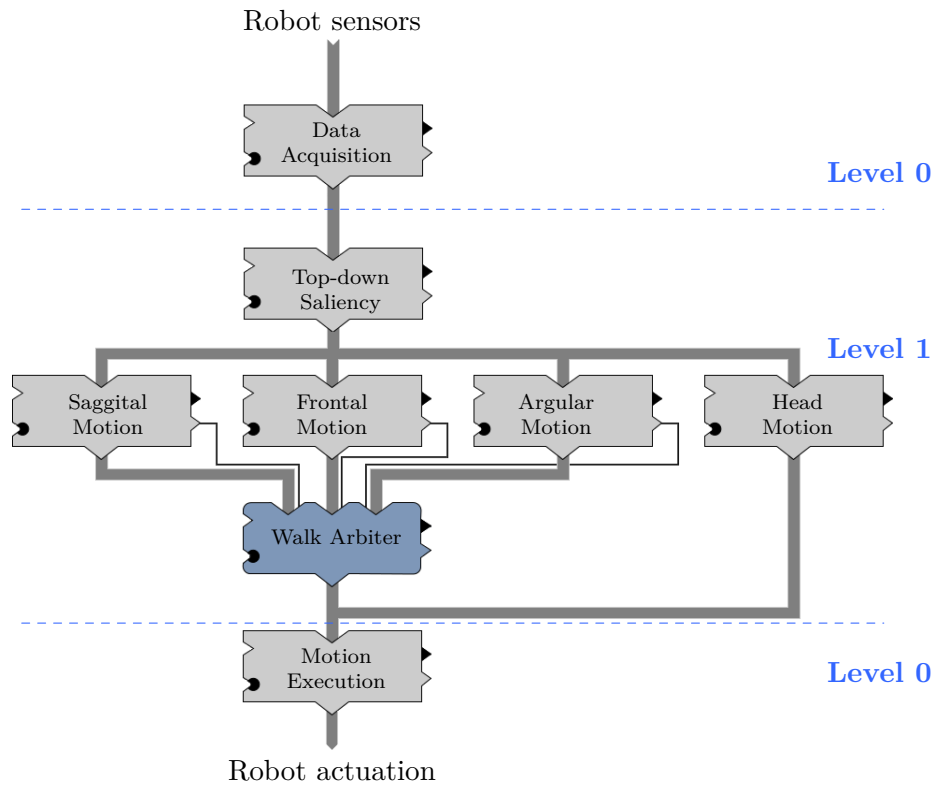 Robot sensors
Data
Acquisition
Level 0
Top-down
Saliency
Level 1
Saggital
Motion
Frontal
Motion
Argular
Motion
Head
Motion
Walk Arbiter
Motion
Execution
Level 0
Robot actuation